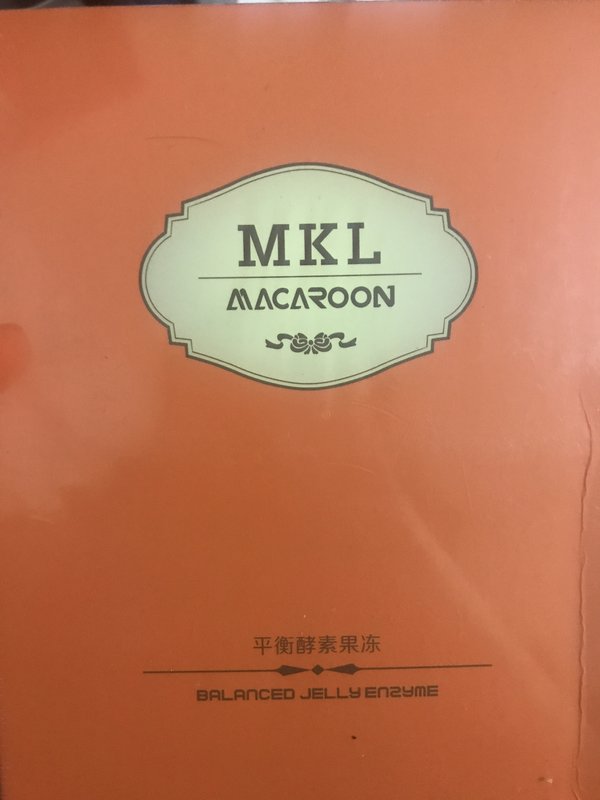 MKL
MACAROON
平衡酵素果冻
BALANCED JELLY ENZYME